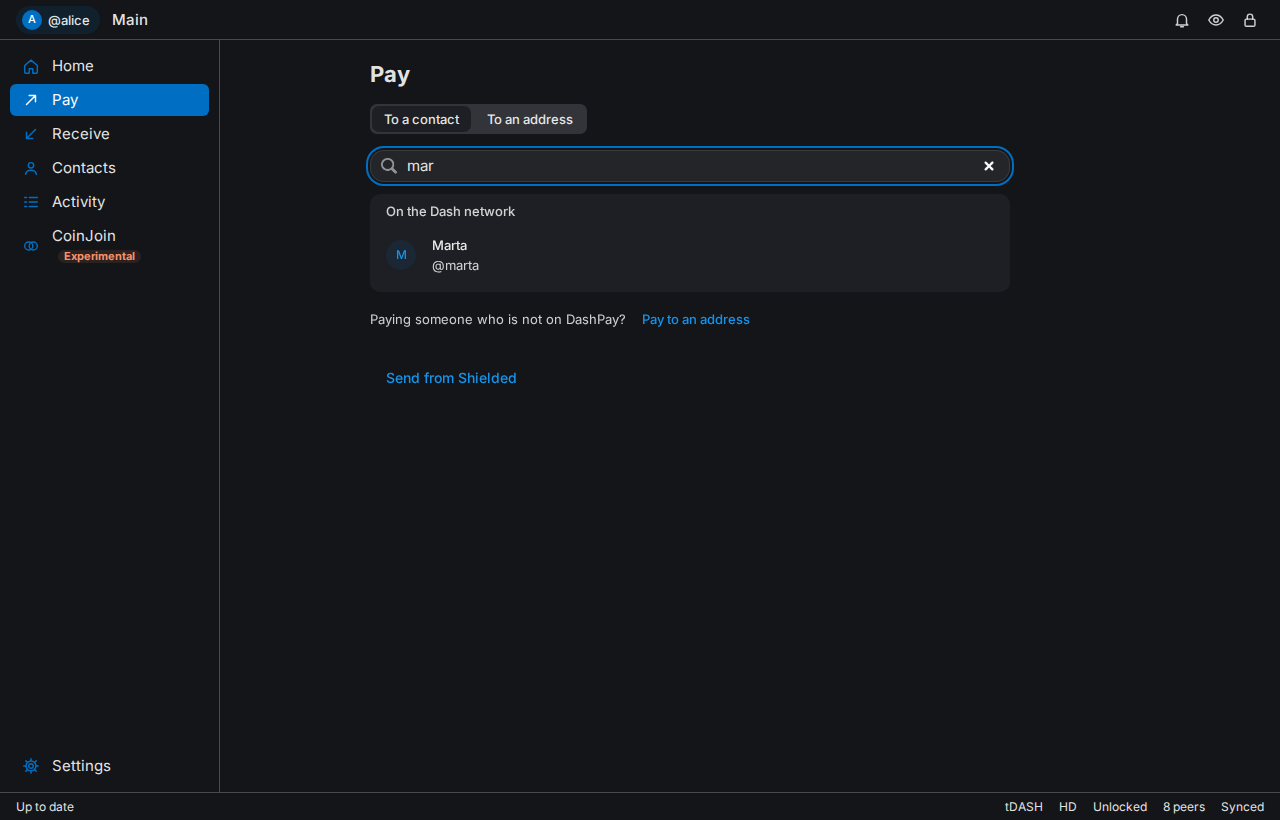 A @alice Main
Home
Pay
Receive
Contacts
Activity
CoinJoin
Experimental
Settings
Pay
To a contact To an address
mar
On the Dash network
M
Marta
@marta
Paying someone who is not on DashPay? Pay to an address
Send from Shielded
Up to date tDASH HD Unlocked 8 peers Synced